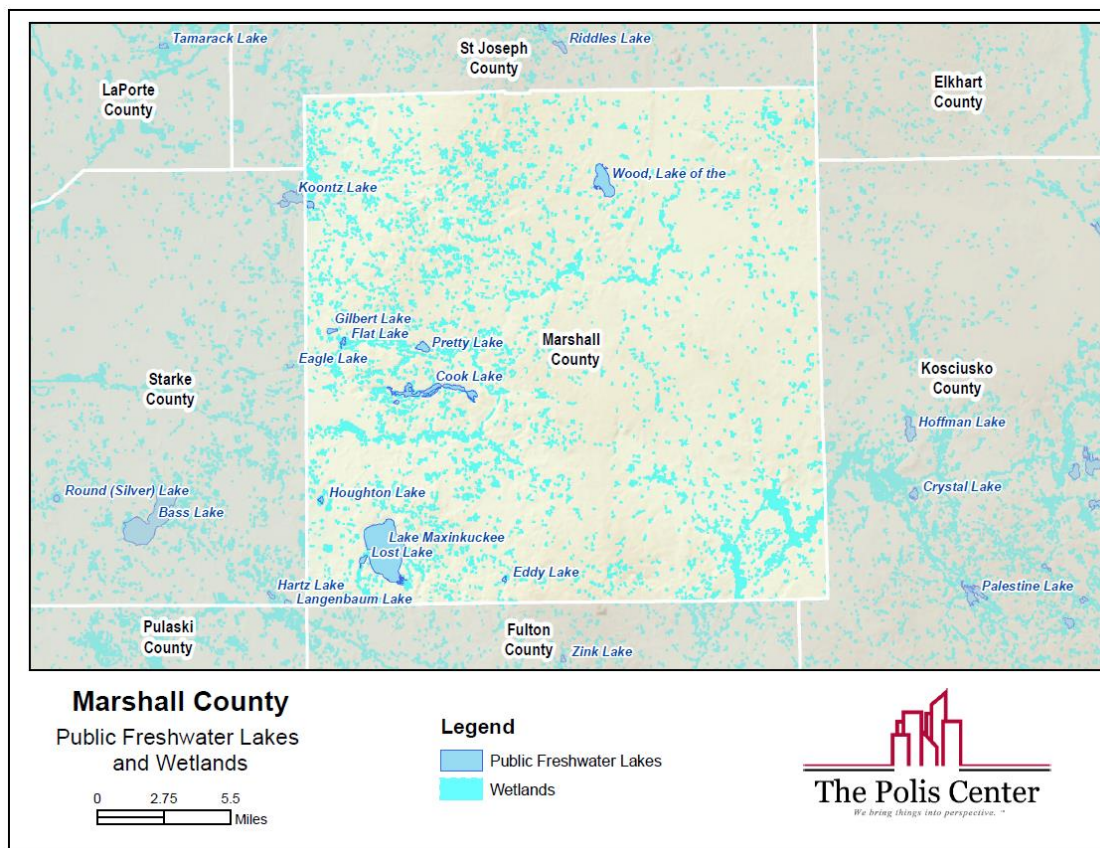 Tamarack Lake
Riddles Lake
St Joseph
County
LaPorte
County
Elkhart
County
Koontz Lake
Wood, Lake of the
Gilbert Lake
Flat Lake
Pretty Lake
Eagle Lake
Marshall
County
Cook Lake
Starke
County
Kosciusko
County
Hoffman Lake
Round (Silver) Lake
Bass Lake
Houghton Lake
Crystal Lake
Lake Maxinkuckee
Lost Lake
Eddy Lake
Hartz Lake
Langenbaum Lake
Palestine Lake
Pulaski
County
Fulton
County
Zink Lake
Marshall County
Public Freshwater Lakes
and Wetlands
0 2.75 5.5
Miles
Legend
Public Freshwater Lakes
Wetlands
The Polis Center
We bring things into perspective. ™